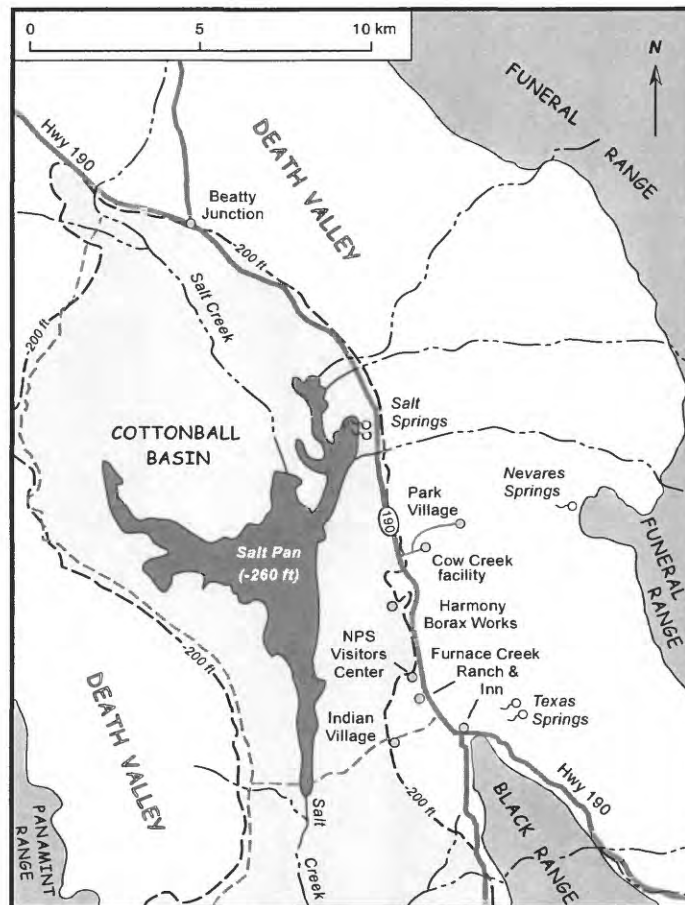 0 5 10 km
N
FUNERAL
RANGE
Hwy 190
DEATH VALLEY
Beatty
Junction
-200 ft
-200 ft
Salt Creek
Salt
Springs
COTTONBALL
BASIN
Nevares
Springs
Park
Village
190
Salt Pan
(-260 ft)
Cow Creek
facility
FUNERAL
RANGE
Harmony
Borax Works
NPS
Visitors
Center
Furnace Creek
Ranch &
Inn
-200 ft
DEATH VALLEY
Texas
Springs
Indian
Village
Hwy 190
-200 ft
BLACK
RANGE
Salt
Creek
PANAMINT
RANGE